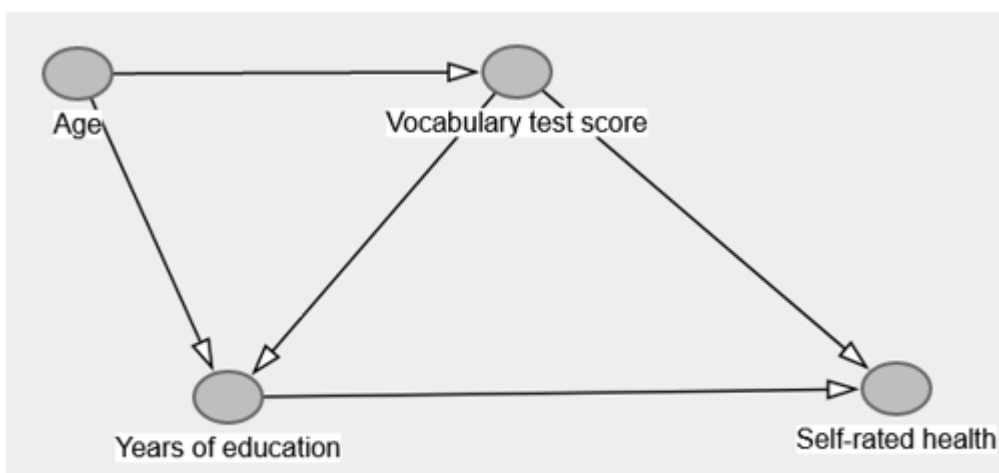 Age
Vocabulary test score
Years of education
Self-rated health